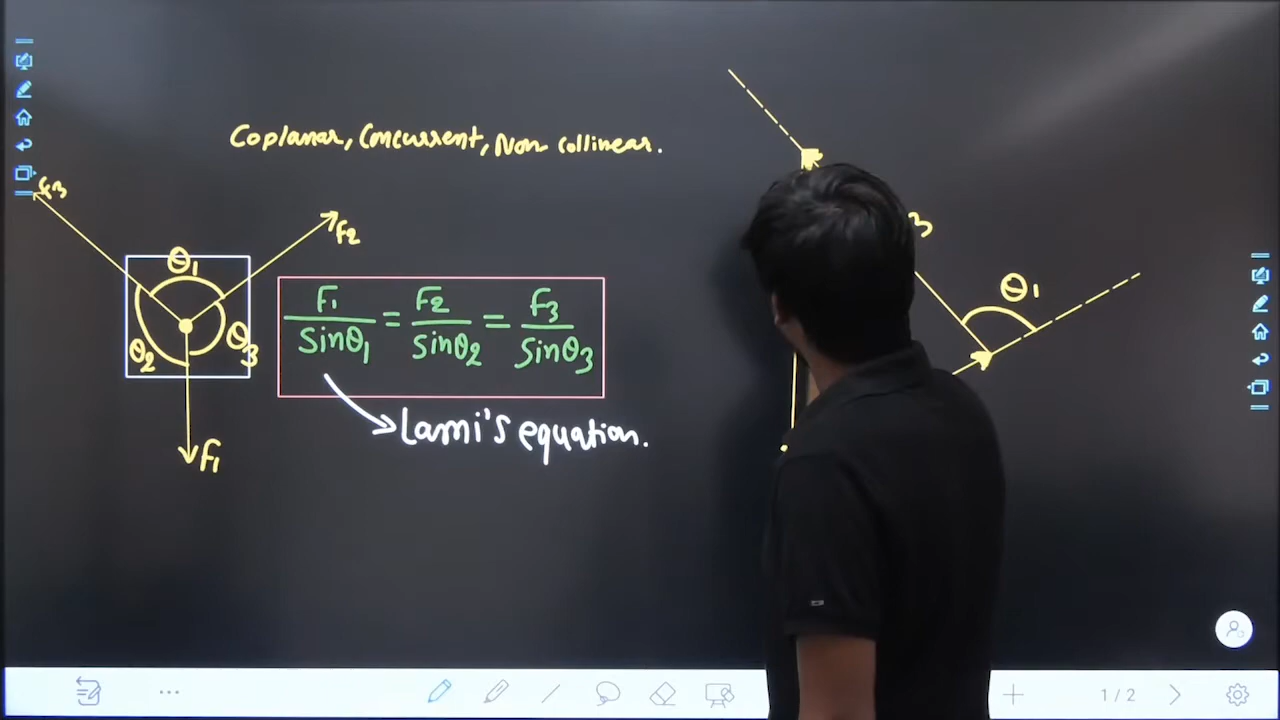 Coplanar, Concurrent, Non collinear.
f3
f2
θ1
θ2
θ3
F1
F1/Sinθ1 = F2/Sinθ2 = F3/Sinθ3
Lami's equation.
3
θ1
1 / 2